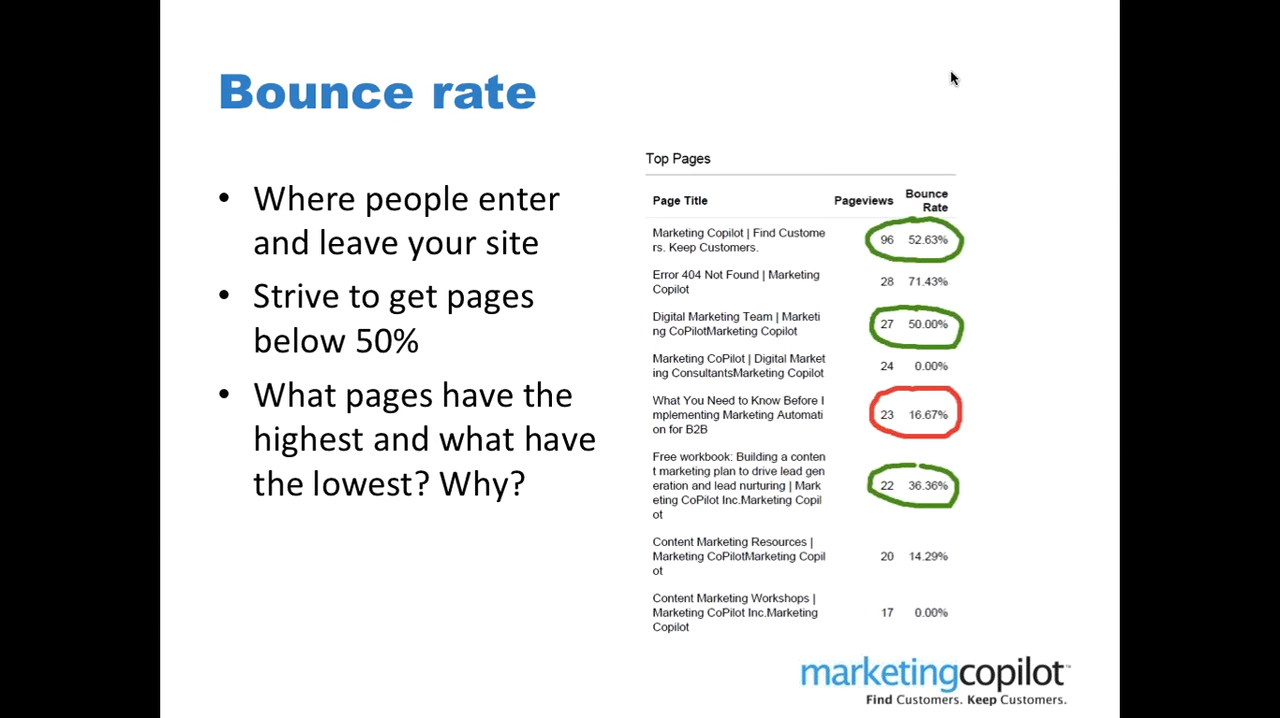 Bounce rate
• Where people enter
and leave your site
• Strive to get pages
below 50%
• What pages have the
highest and what have
the lowest? Why?
Top Pages
Page Title Pageviews Bounce
Rate
Marketing Copilot | Find Custome
rs. Keep Customers. 96 52.63%
Error 404 Not Found | Marketing
Copilot 28 71.43%
Digital Marketing Team | Marketi
ng CoPilotMarketing Copilot 27 50.00%
Marketing CoPilot | Digital Market
ing ConsultantsMarketing Copilot 24 0.00%
What You Need to Know Before I
mplementing Marketing Automati 23 16.67%
on for B2B
Free workbook: Building a conten
t marketing plan to drive lead gen
eration and lead nurturing | Mark 22 36.36%
eting CoPilot Inc.Marketing Copil
ot
Content Marketing Resources |
Marketing CoPilotMarketing Copil 20 14.29%
ot
Content Marketing Workshops |
Marketing CoPilot Inc.Marketing 17 0.00%
Copilot
marketingcopilot™
Find Customers. Keep Customers.